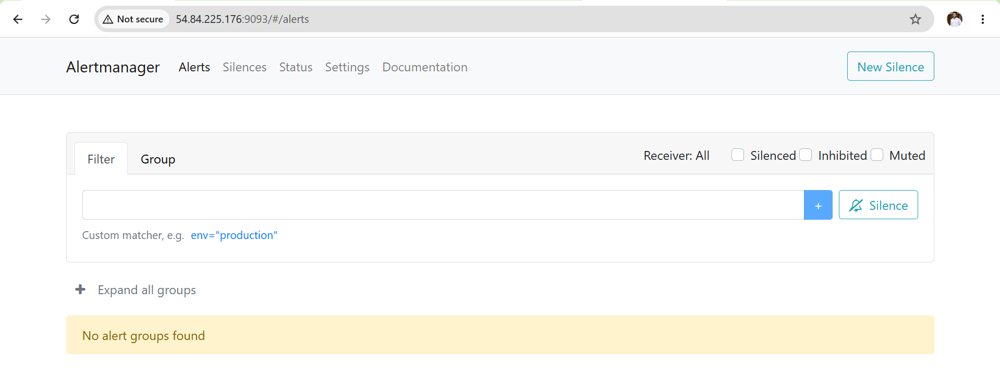 Not secure 54.84.225.176:9093/#/alerts
Alertmanager Alerts Silences Status Settings Documentation New Silence
Filter Group Receiver: All Silenced Inhibited Muted
+ Silence
Custom matcher, e.g. env="production"
+ Expand all groups
No alert groups found